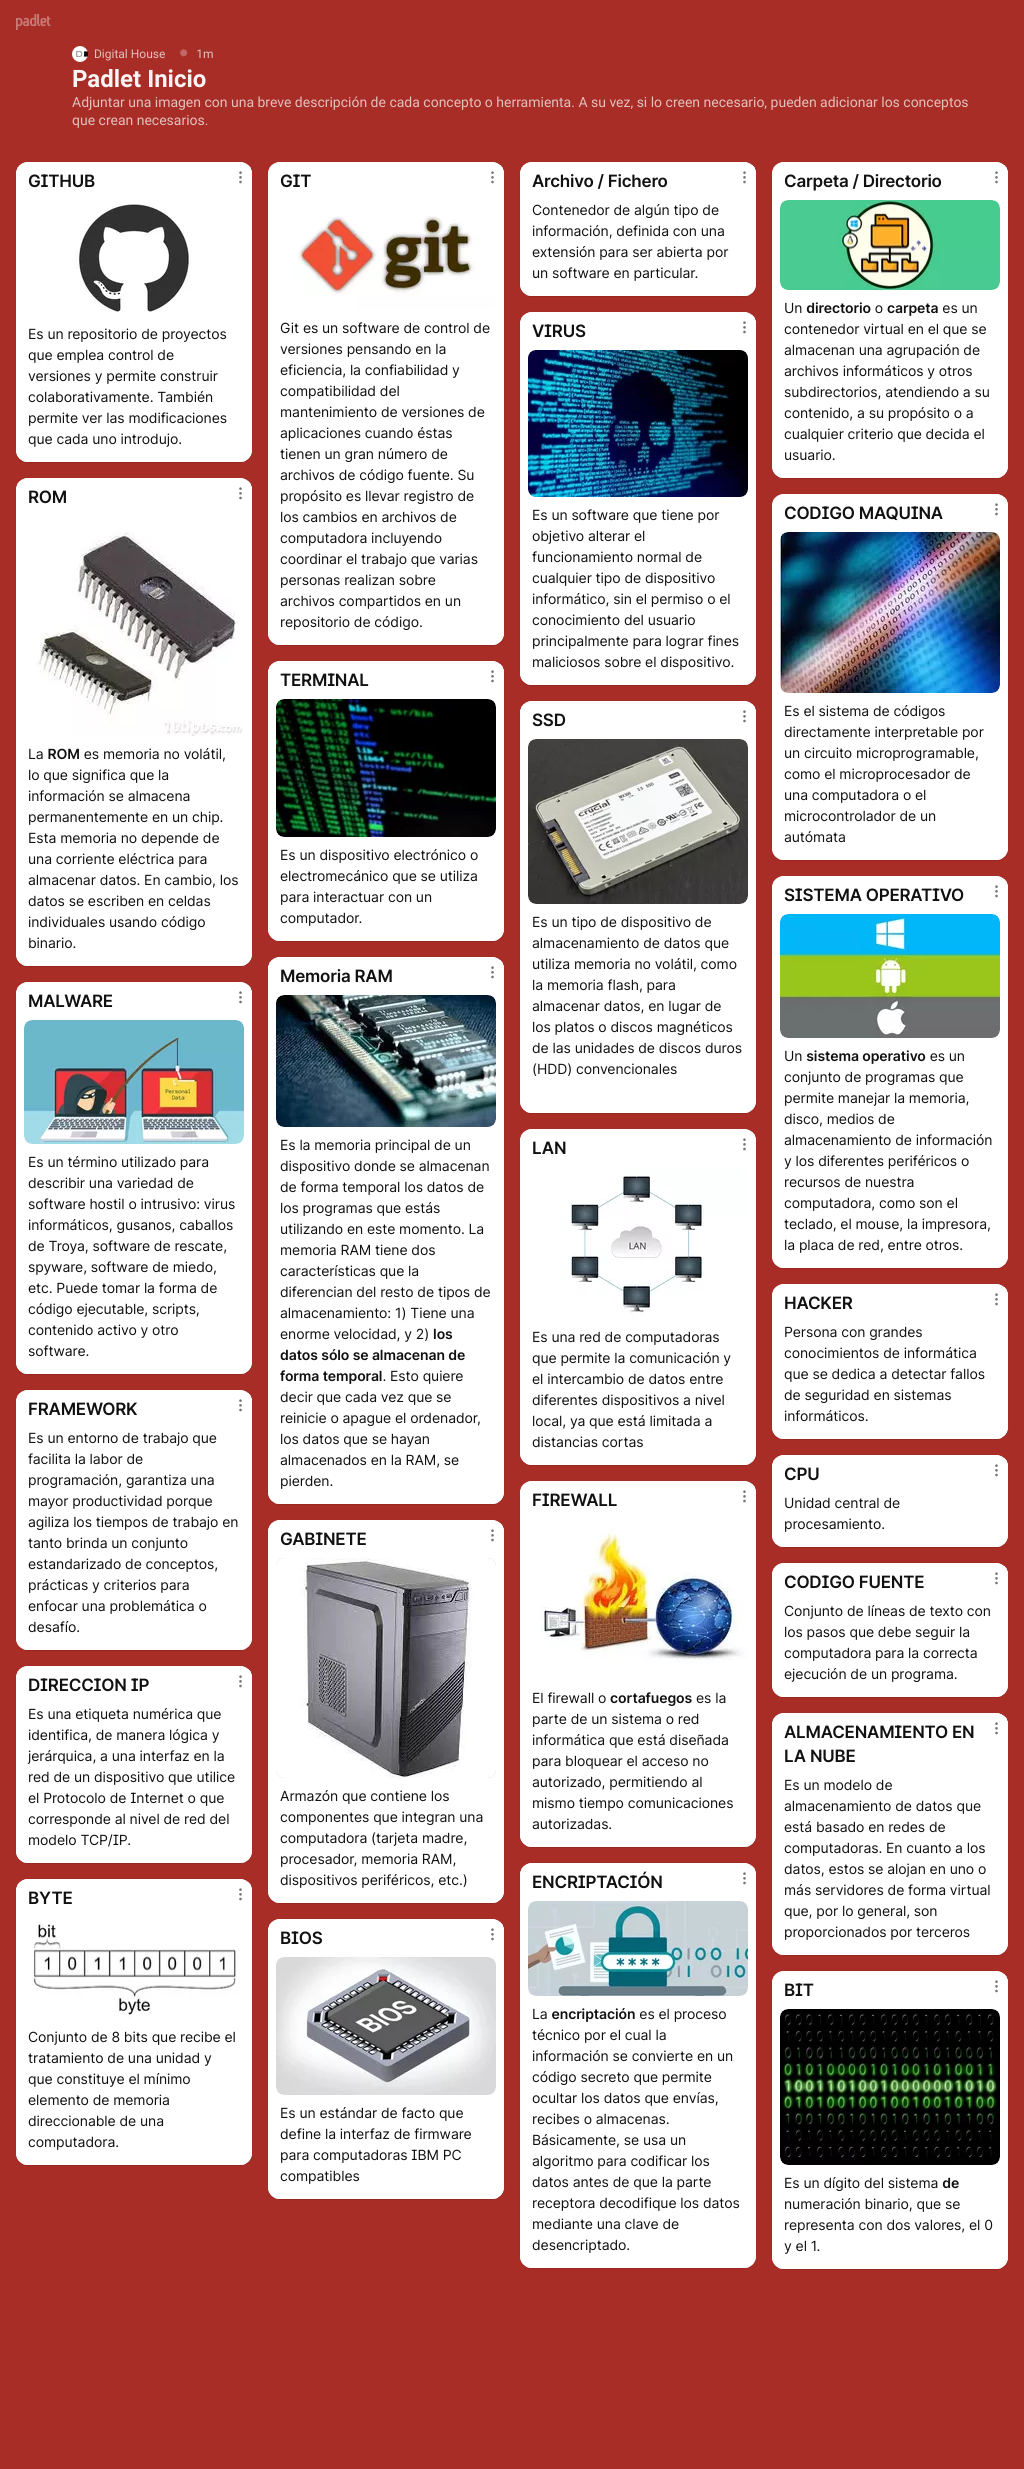 padlet
Digital House 1m
Padlet Inicio
Adjuntar una imagen con una breve descripción de cada concepto o herramienta. A su vez, si lo creen necesario, pueden adicionar los conceptos
que crean necesarios.
GITHUB
Es un repositorio de proyectos
que emplea control de
versiones y permite construir
colaborativamente. También
permite ver las modificaciones
que cada uno introdujo.
ROM
10tipos.com
La ROM es memoria no volátil,
lo que significa que la
información se almacena
permanentemente en un chip.
Esta memoria no depende de
una corriente eléctrica para
almacenar datos. En cambio, los
datos se escriben en celdas
individuales usando código
binario.
MALWARE
Personal
Data
Es un término utilizado para
describir una variedad de
software hostil o intrusivo: virus
informáticos, gusanos, caballos
de Troya, software de rescate,
spyware, software de miedo,
etc. Puede tomar la forma de
código ejecutable, scripts,
contenido activo y otro
software.
FRAMEWORK
Es un entorno de trabajo que
facilita la labor de
programación, garantiza una
mayor productividad porque
agiliza los tiempos de trabajo en
tanto brinda un conjunto
estandarizado de conceptos,
prácticas y criterios para
enfocar una problemática o
desafío.
DIRECCION IP
Es una etiqueta numérica que
identifica, de manera lógica y
jerárquica, a una interfaz en la
red de un dispositivo que utilice
el Protocolo de Internet o que
corresponde al nivel de red del
modelo TCP/IP.
BYTE
bit
1 0 1 1 0 0 0 1
byte
Conjunto de 8 bits que recibe el
tratamiento de una unidad y
que constituye el mínimo
elemento de memoria
direccionable de una
computadora.
GIT
git
Git es un software de control de
versiones pensando en la
eficiencia, la confiabilidad y
compatibilidad del
mantenimiento de versiones de
aplicaciones cuando éstas
tienen un gran número de
archivos de código fuente. Su
propósito es llevar registro de
los cambios en archivos de
computadora incluyendo
coordinar el trabajo que varias
personas realizan sobre
archivos compartidos en un
repositorio de código.
TERMINAL
Es un dispositivo electrónico o
electromecánico que se utiliza
para interactuar con un
computador.
Memoria RAM
Es la memoria principal de un
dispositivo donde se almacenan
de forma temporal los datos de
los programas que estás
utilizando en este momento. La
memoria RAM tiene dos
características que la
diferencian del resto de tipos de
almacenamiento: 1) Tiene una
enorme velocidad, y 2) los
datos sólo se almacenan de
forma temporal. Esto quiere
decir que cada vez que se
reinicie o apague el ordenador,
los datos que se hayan
almacenados en la RAM, se
pierden.
GABINETE
Armazón que contiene los
componentes que integran una
computadora (tarjeta madre,
procesador, memoria RAM,
dispositivos periféricos, etc.)
BIOS
BIOS
Es un estándar de facto que
define la interfaz de firmware
para computadoras IBM PC
compatibles
Archivo / Fichero
Contenedor de algún tipo de
información, definida con una
extensión para ser abierta por
un software en particular.
VIRUS
Es un software que tiene por
objetivo alterar el
funcionamiento normal de
cualquier tipo de dispositivo
informático, sin el permiso o el
conocimiento del usuario
principalmente para lograr fines
maliciosos sobre el dispositivo.
SSD
crucial
Es un tipo de dispositivo de
almacenamiento de datos que
utiliza memoria no volátil, como
la memoria flash, para
almacenar datos, en lugar de
los platos o discos magnéticos
de las unidades de discos duros
(HDD) convencionales
LAN
LAN
Es una red de computadoras
que permite la comunicación y
el intercambio de datos entre
diferentes dispositivos a nivel
local, ya que está limitada a
distancias cortas
FIREWALL
El firewall o cortafuegos es la
parte de un sistema o red
informática que está diseñada
para bloquear el acceso no
autorizado, permitiendo al
mismo tiempo comunicaciones
autorizadas.
ENCRIPTACIÓN
****
La encriptación es el proceso
técnico por el cual la
información se convierte en un
código secreto que permite
ocultar los datos que envías,
recibes o almacenas.
Básicamente, se usa un
algoritmo para codificar los
datos antes de que la parte
receptora decodifique los datos
mediante una clave de
desencriptado.
Carpeta / Directorio
Un directorio o carpeta es un
contenedor virtual en el que se
almacenan una agrupación de
archivos informáticos y otros
subdirectorios, atendiendo a su
contenido, a su propósito o a
cualquier criterio que decida el
usuario.
CODIGO MAQUINA
Es el sistema de códigos
directamente interpretable por
un circuito microprogramable,
como el microprocesador de
una computadora o el
microcontrolador de un
autómata
SISTEMA OPERATIVO
Un sistema operativo es un
conjunto de programas que
permite manejar la memoria,
disco, medios de
almacenamiento de información
y los diferentes periféricos o
recursos de nuestra
computadora, como son el
teclado, el mouse, la impresora,
la placa de red, entre otros.
HACKER
Persona con grandes
conocimientos de informática
que se dedica a detectar fallos
de seguridad en sistemas
informáticos.
CPU
Unidad central de
procesamiento.
CODIGO FUENTE
Conjunto de líneas de texto con
los pasos que debe seguir la
computadora para la correcta
ejecución de un programa.
ALMACENAMIENTO EN
LA NUBE
Es un modelo de
almacenamiento de datos que
está basado en redes de
computadoras. En cuanto a los
datos, estos se alojan en uno o
más servidores de forma virtual
que, por lo general, son
proporcionados por terceros
BIT
Es un dígito del sistema de
numeración binario, que se
representa con dos valores, el 0
y el 1.